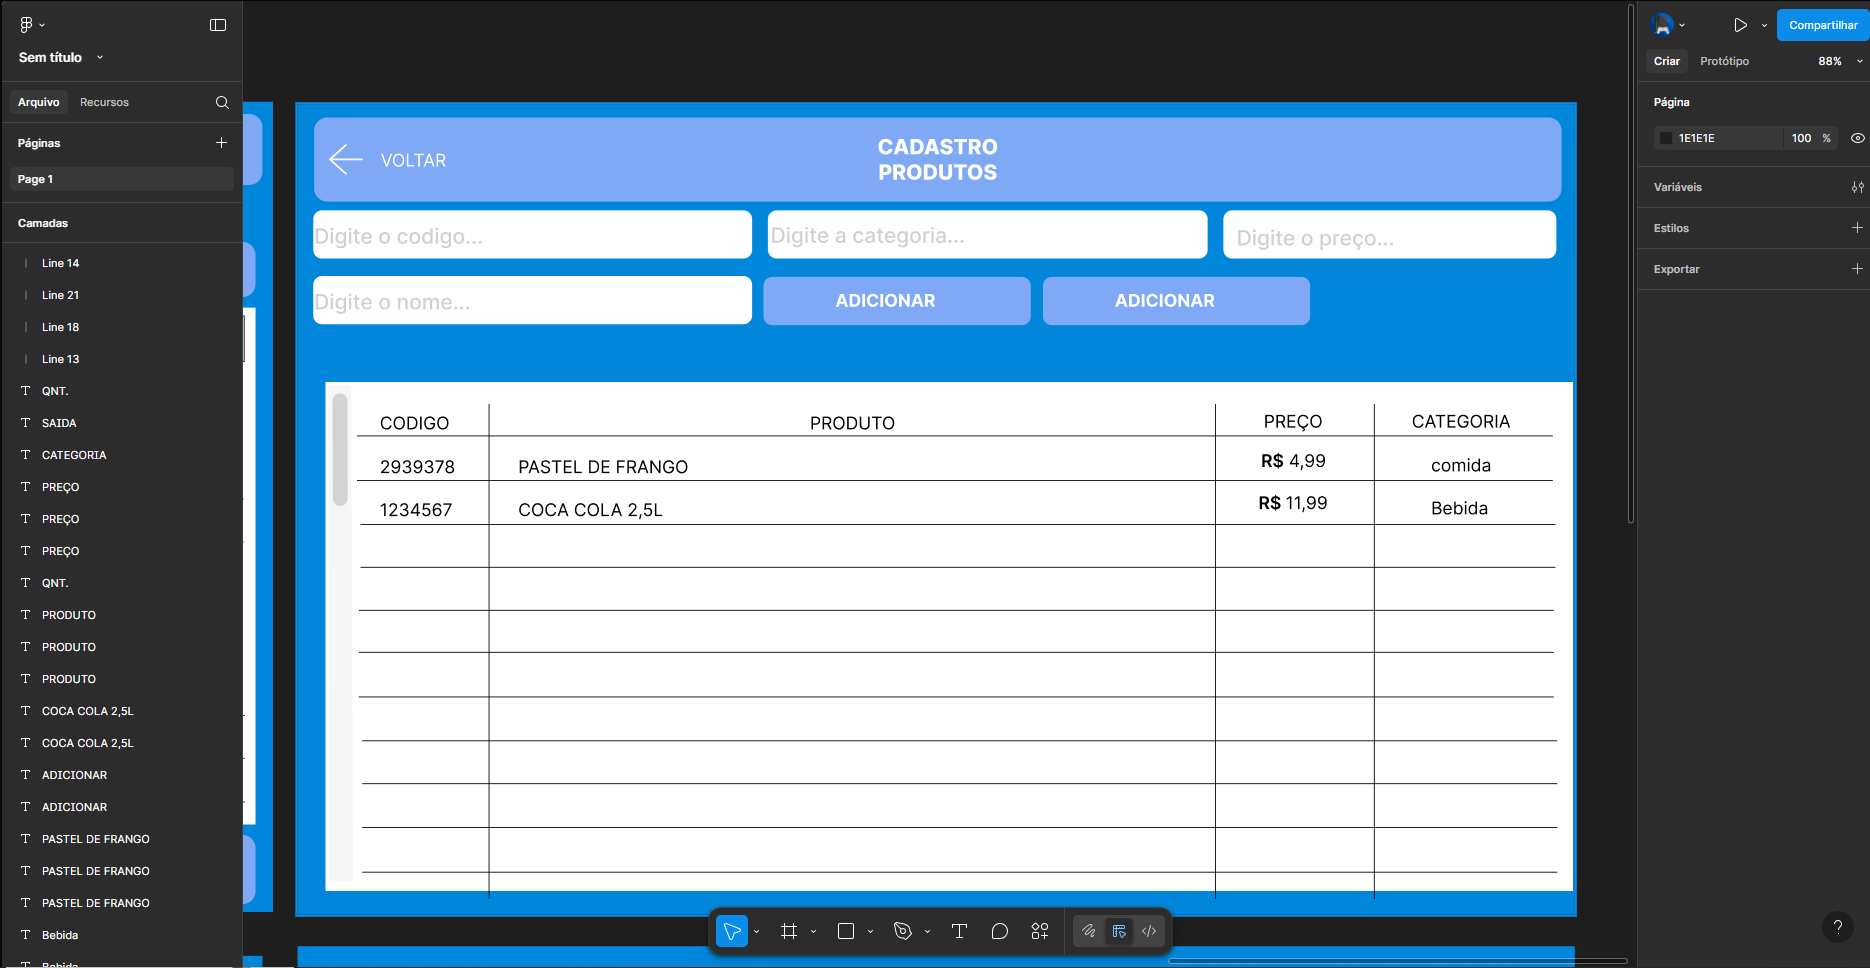 Sem título
Arquivo Recursos
Páginas
Page 1
Camadas
Line 14
Line 21
Line 18
Line 13
QNT.
SAIDA
CATEGORIA
PREÇO
PREÇO
PREÇO
QNT.
PRODUTO
PRODUTO
PRODUTO
COCA COLA 2,5L
COCA COLA 2,5L
ADICIONAR
ADICIONAR
PASTEL DE FRANGO
PASTEL DE FRANGO
PASTEL DE FRANGO
Bebida
Bebida
VOLTAR
CADASTRO
PRODUTOS
Digite o codigo...
Digite a categoria...
Digite o preço...
Digite o nome...
ADICIONAR
ADICIONAR
CODIGO PRODUTO PREÇO CATEGORIA
2939378 PASTEL DE FRANGO R$ 4,99 comida
1234567 COCA COLA 2,5L R$ 11,99 Bebida
Compartilhar
Criar Protótipo 88%
Página
1E1E1E 100 %
Variáveis
Estilos
Exportar
?